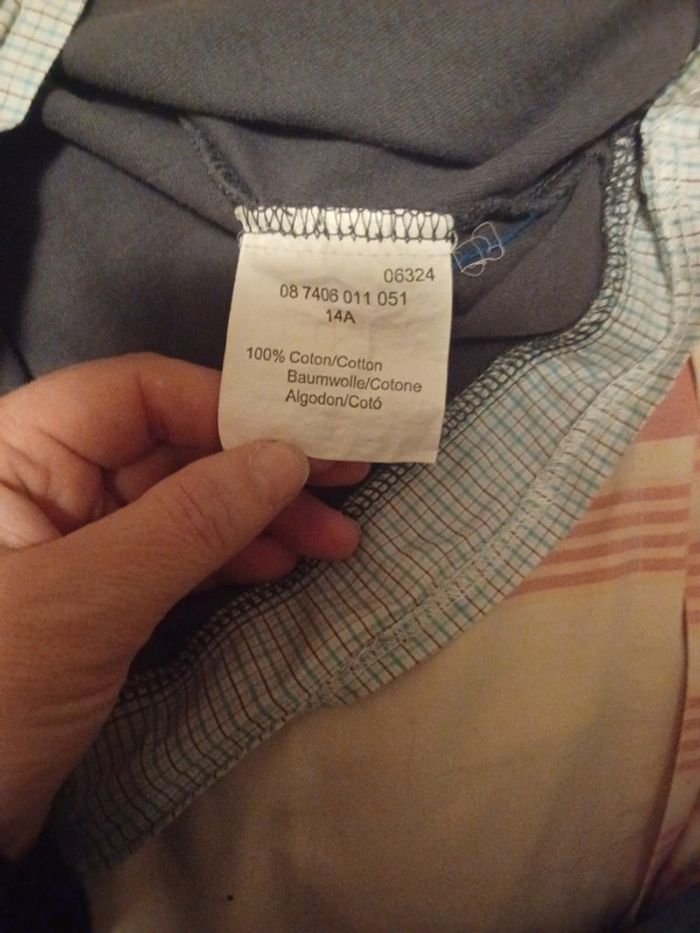 06324
08 7406 011 051
14A
100% Coton/Cotton
Baumwolle/Cotone
Algodon/Cotó